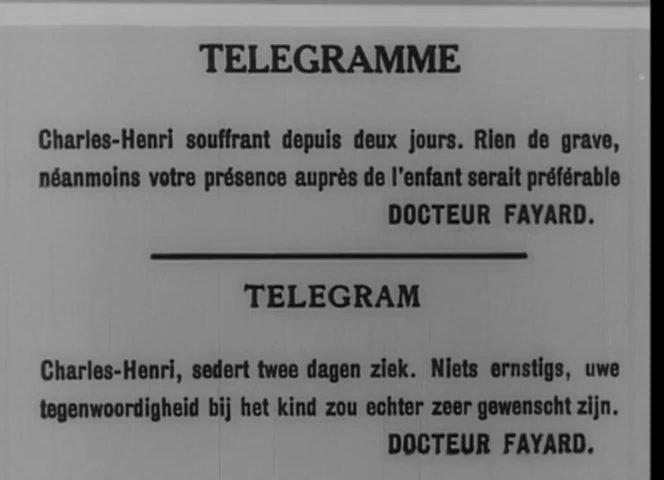 TELEGRAMME
Charles-Henri souffrant depuis deux jours. Rien de grave,
néanmoins votre présence auprès de l'enfant serait préférable
DOCTEUR FAYARD.
TELEGRAM
Charles-Henri, sedert twee dagen ziek. Niets ernstigs, uwe
tegenwoordigheid bij het kind zou echter zeer gewenscht zijn.
DOCTEUR FAYARD.